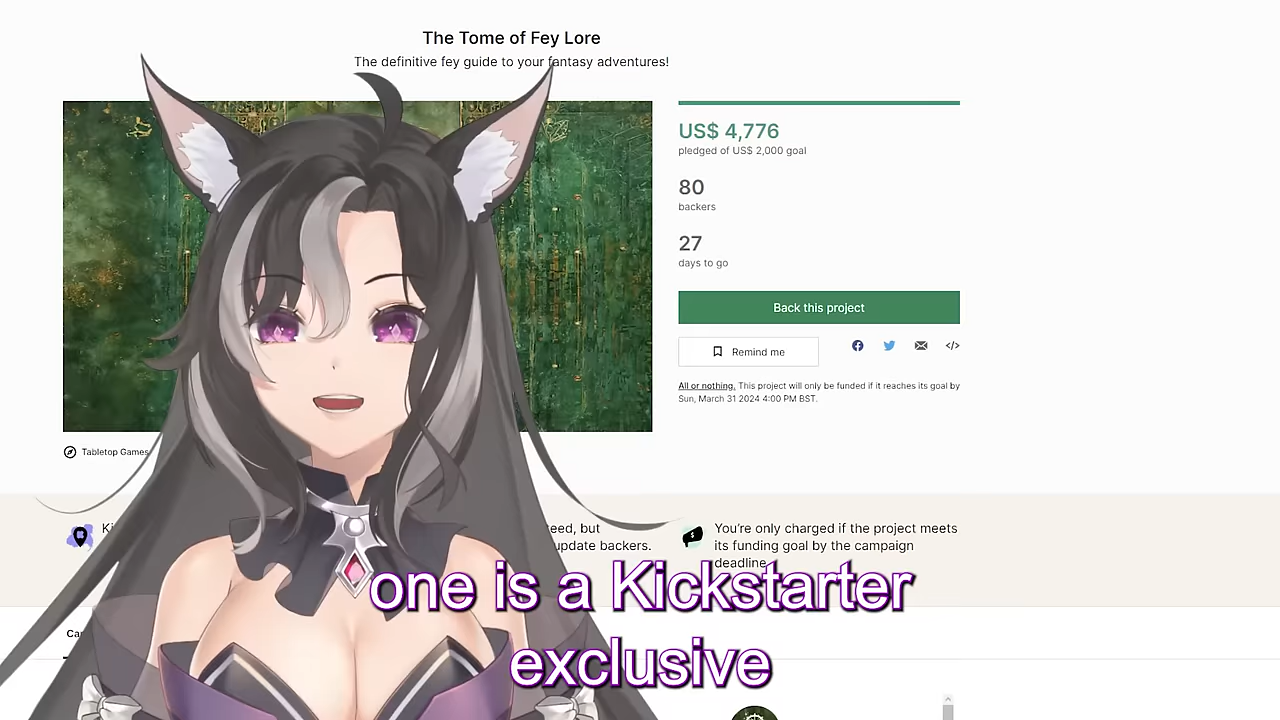 The Tome of Fey Lore
The definitive fey guide to your fantasy adventures!
US$ 4,776
pledged of US$ 2,000 goal
80
backers
27
days to go
Back this project
Remind me
All or nothing. This project will only be funded if it reaches its goal by
Sun, March 31 2024 4:00 PM BST.
Tabletop Games
but
update backers.
You're only charged if the project meets
its funding goal by the campaign
deadline
one is a Kickstarter
exclusive